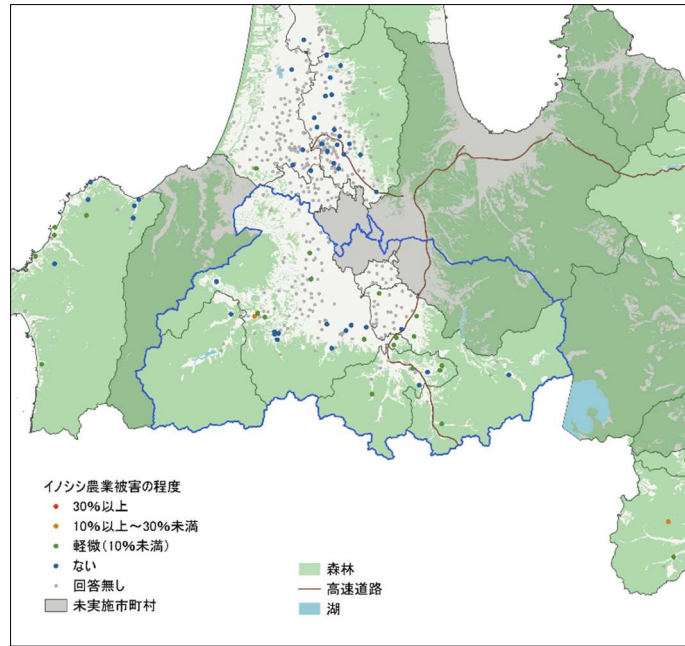 イノシシ農業被害の程度
30%以上
10%以上~30%未満
軽微(10%未満)
ない
回答無し
未実施市町村
森林
高速道路
湖